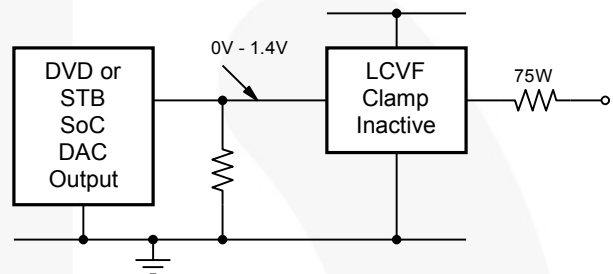 DVD or
STB
SoC
DAC
Output
0V - 1.4V
LCVF
Clamp
Inactive
75W